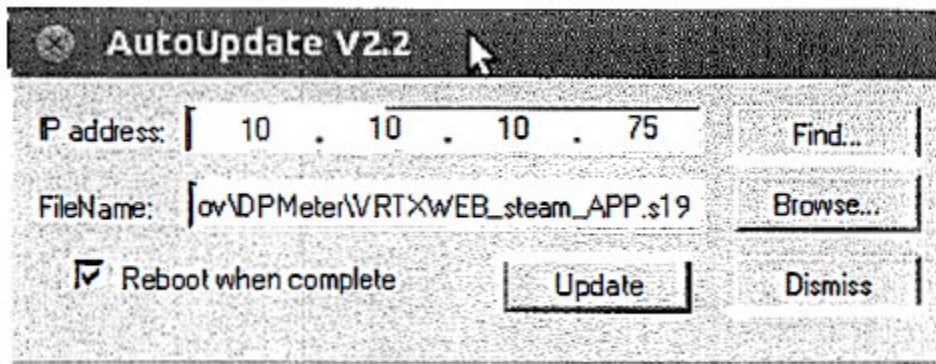 AutoUpdate V2.2
IP address: 10 . 10 . 10 . 75 Find...
FileName: ov\DPMeter\VRTXWEB_steam_APP.s19 Browse...
Reboot when complete Update Dismiss